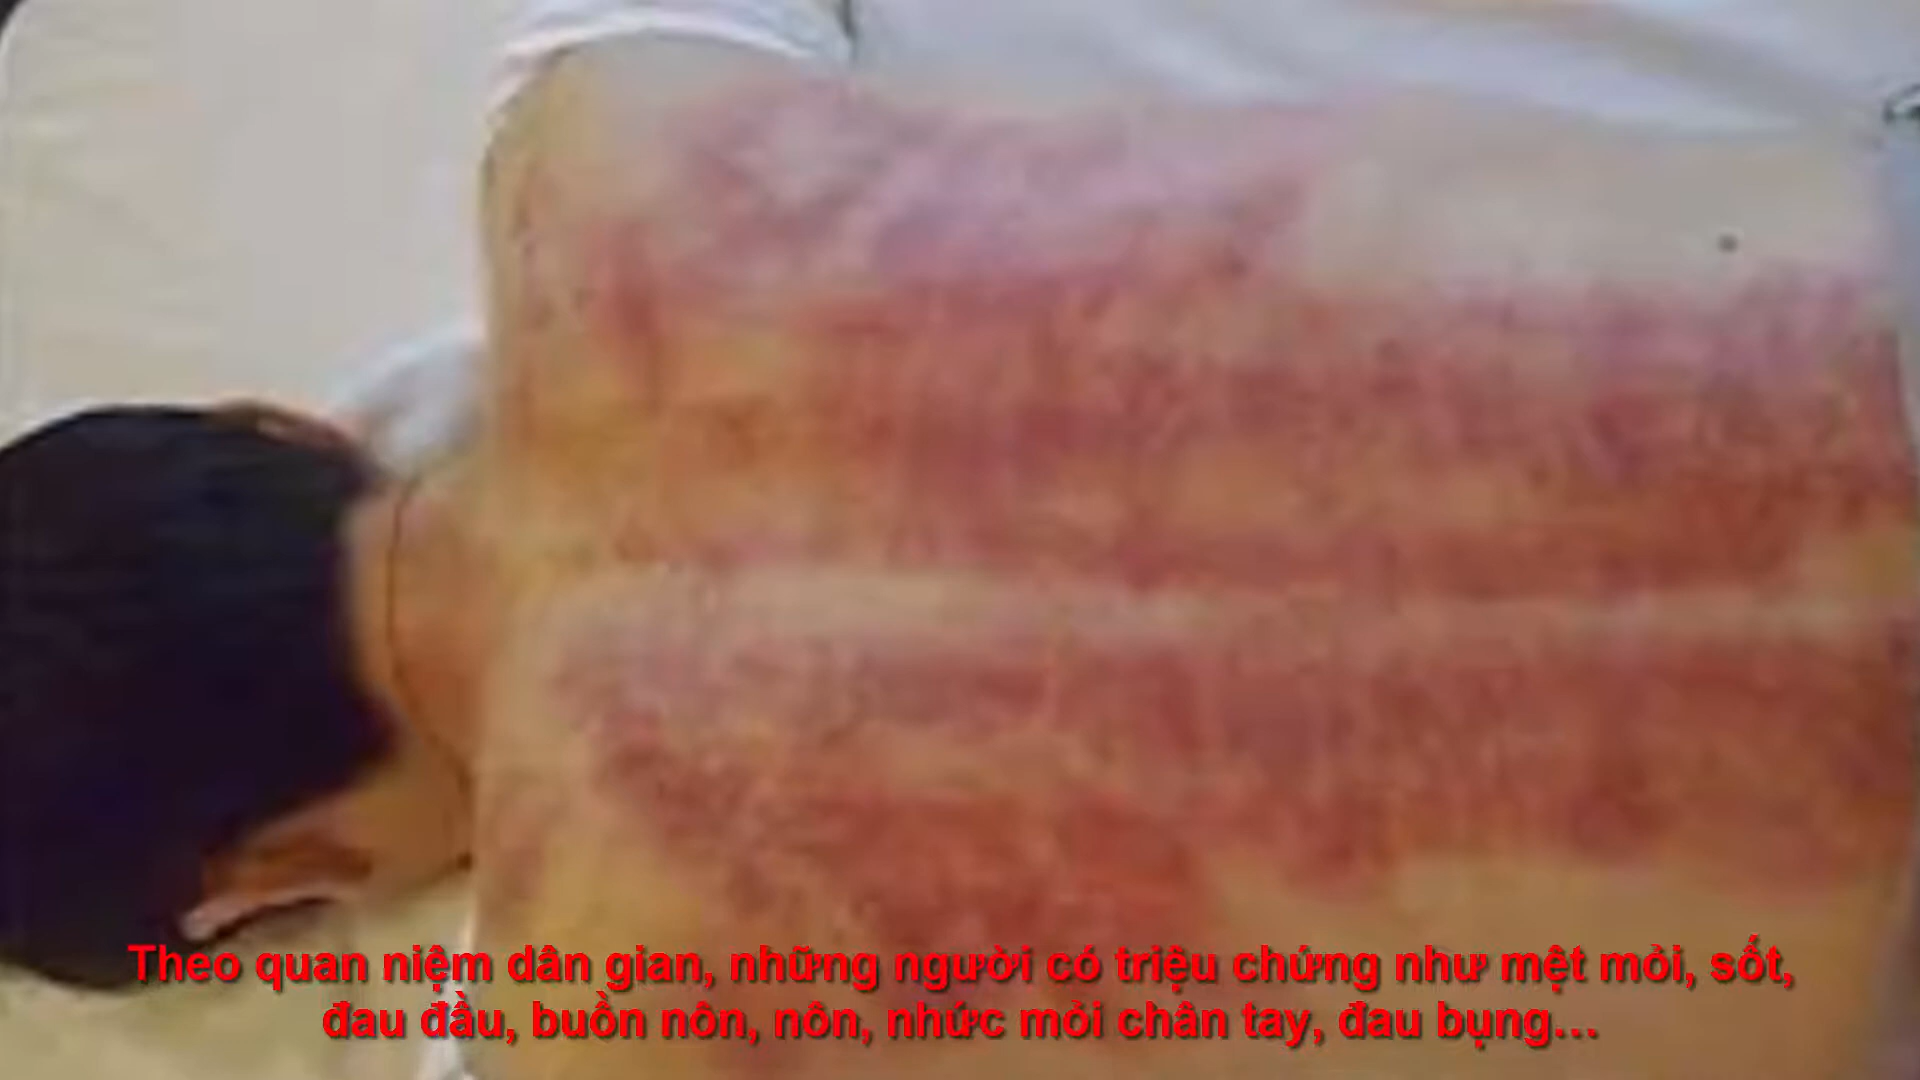 Theo quan niệm dân gian, những người có triệu chứng như mệt mỏi, sốt,
đau đầu, buồn nôn, nôn, nhức mỏi chân tay, đau bụng...